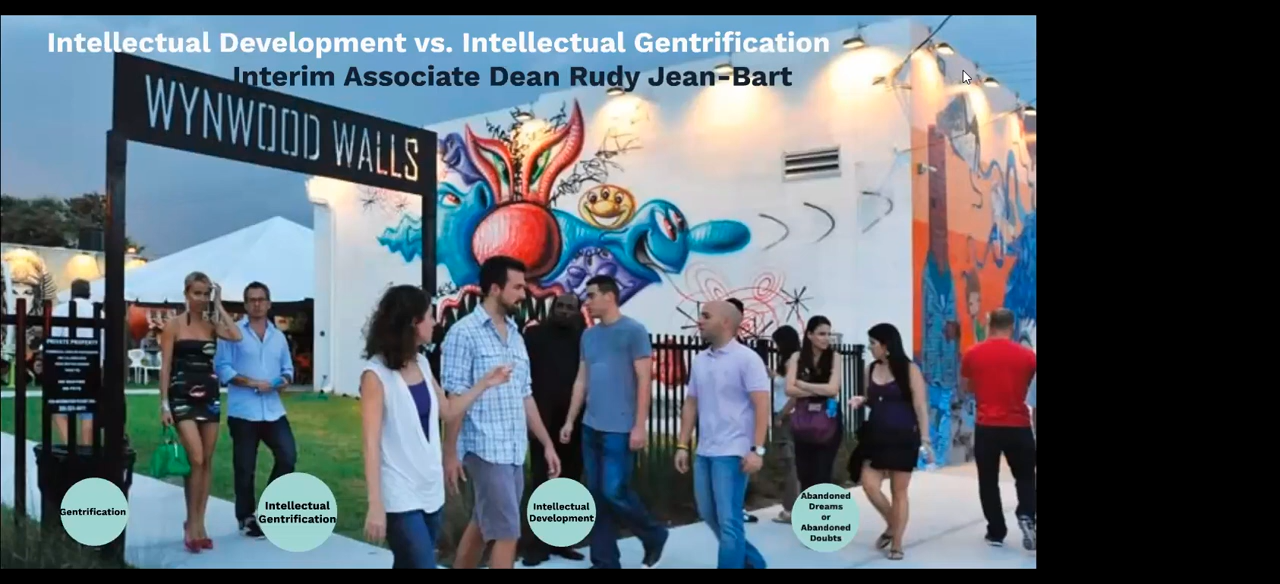 Intellectual Development vs. Intellectual Gentrification
Interim Associate Dean Rudy Jean-Bart
WYNWOOD WALLS
PRIVATE PROPERTY
Gentrification
Intellectual
Gentrification
Intellectual
Development
Abandoned
Dreams
or
Abandoned
Doubts